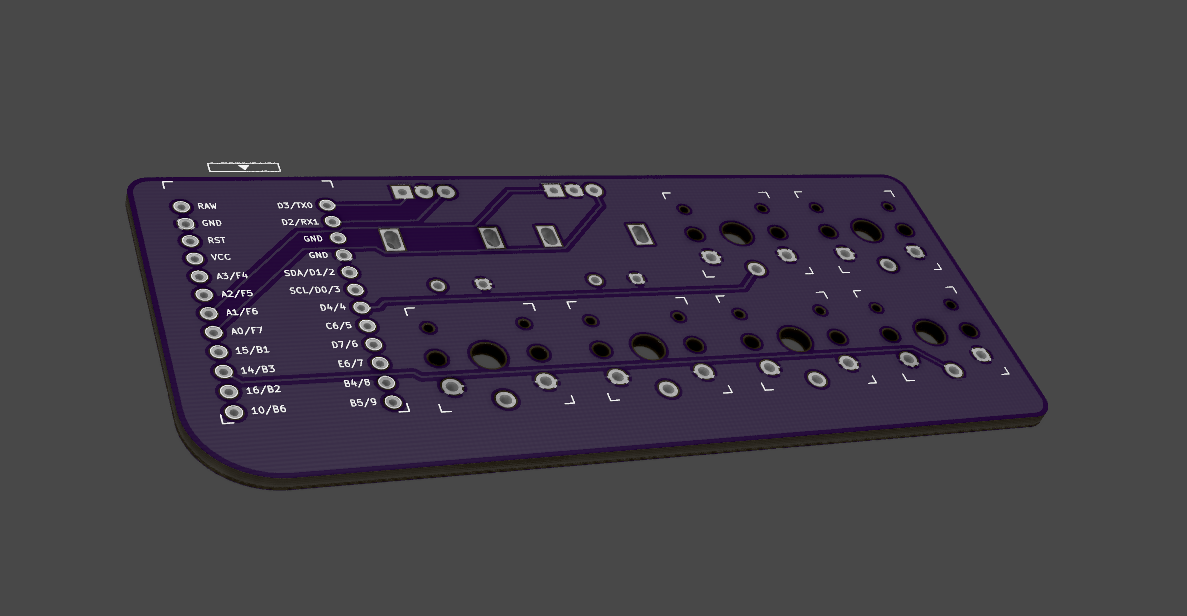 RAW D3/TX0
GND D2/RX1
RST GND
VCC GND
A3/F4 SDA/D1/2
A2/F5 SCL/D0/3
A1/F6 D4/4
A0/F7 C6/5
15/B1 D7/6
14/B3 E6/7
16/B2 B4/8
10/B6 B5/9